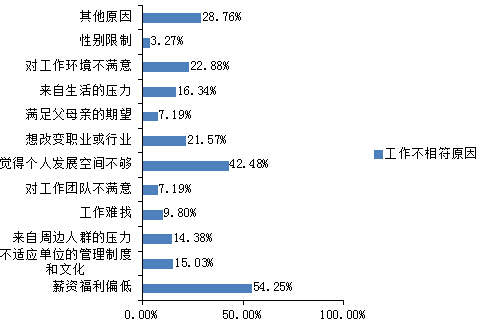 其他原因
28.76%
性别限制
3.27%
对工作环境不满意
22.88%
来自生活的压力
16.34%
满足父母亲的期望
7.19%
想改变职业或行业
21.57%
觉得个人发展空间不够
42.48%
工作不相符原因
对工作团队不满意
7.19%
工作难找
9.80%
来自周边人群的压力
14.38%
不适应单位的管理制度
和文化
15.03%
薪资福利偏低
54.25%
0.00%
50.00%
100.00%